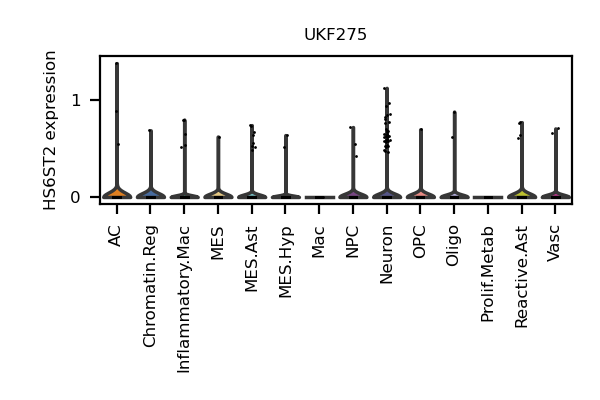 UKF275
HS6ST2 expression
1
0
AC
Chromatin.Reg
Inflammatory.Mac
MES
MES.Ast
MES.Hyp
Mac
NPC
Neuron
OPC
Oligo
Prolif.Metab
Reactive.Ast
Vasc